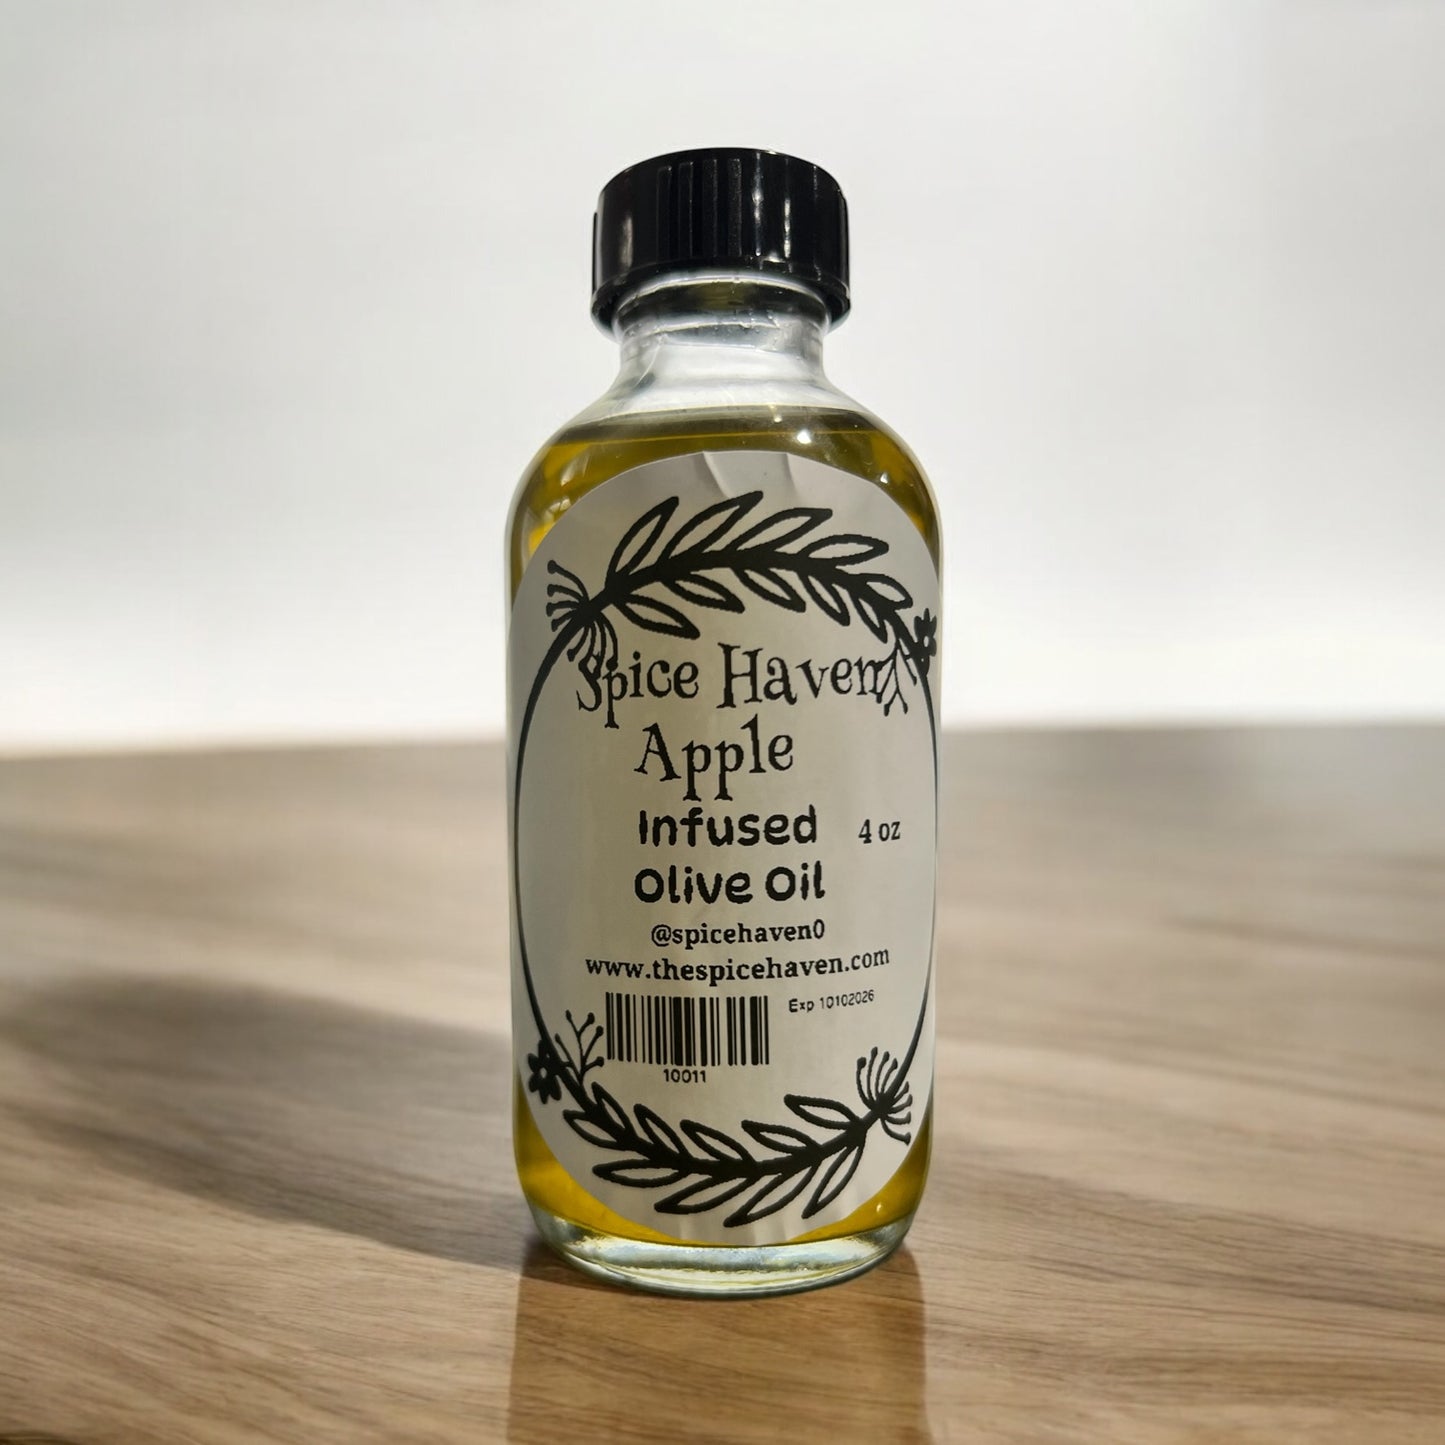 Spice Haven
Apple
Infused
4 oz
Olive Oil
@spicehaven0
www.thespicehaven.com
Exp 10102026
10011